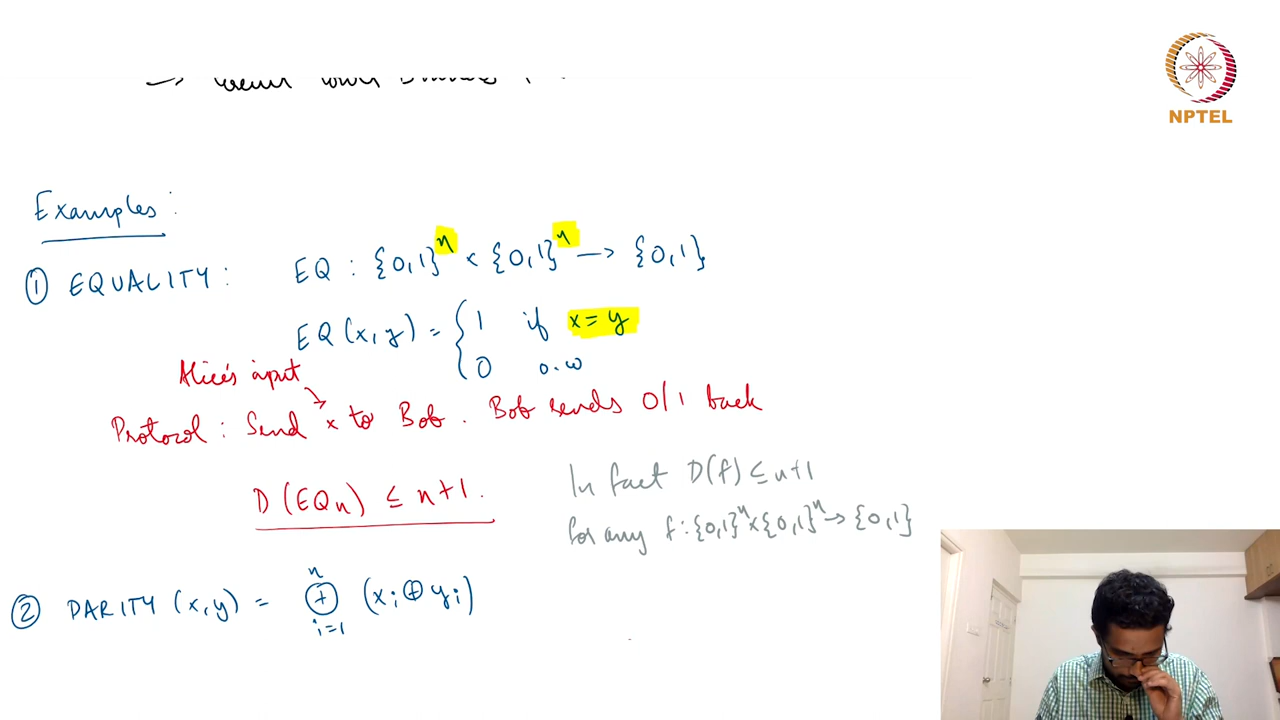 NPTEL
Examples:
① EQUALITY : EQ : {0,1}ⁿ × {0,1}ⁿ → {0,1}
EQ(x,y) = { 1 if x = y
0 o.w
Alice's input
Protocol : Send x to Bob. Bob sends 0/1 back
D(EQₙ) ≤ n+1.
In fact D(f) ≤ n+1
for any f : {0,1}ⁿ × {0,1}ⁿ → {0,1}
② PARITY (x,y) = ⊕ᵢ₌₁ⁿ (xᵢ ⊕ yᵢ)